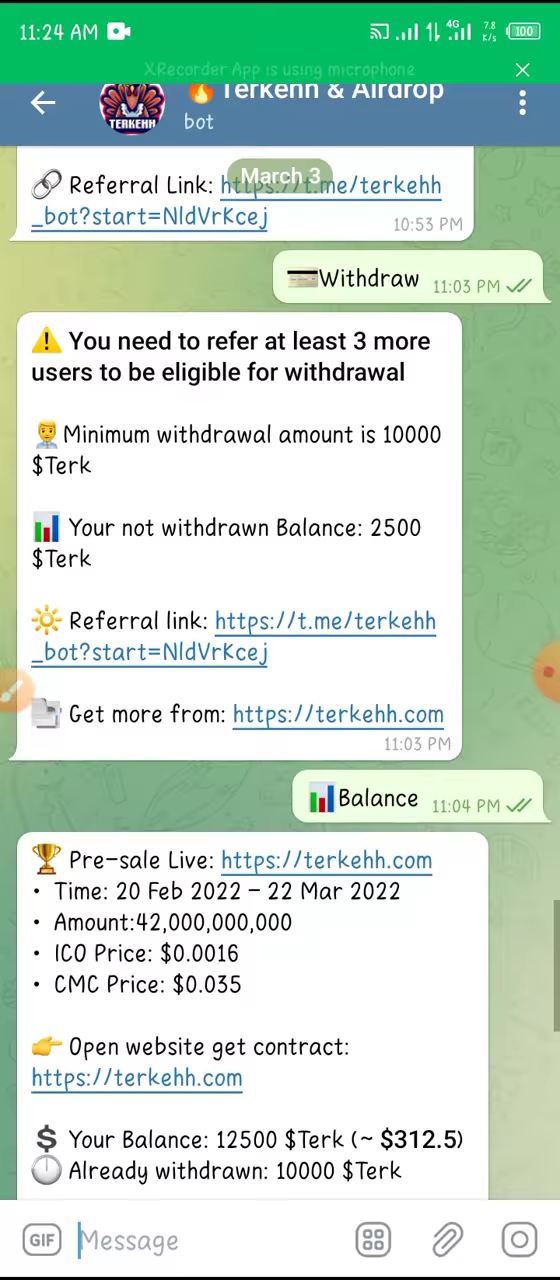 11:24 AM
4G
7.8
K/s
100
XRecorder App is using microphone
🔥 Terkehh & Airdrop
TERKEHH
bot
March 3
🔗 Referral Link: https://t.me/terkehh
_bot?start=NldVrKcej
10:53 PM
💳Withdraw 11:03 PM
⚠️ You need to refer at least 3 more
users to be eligible for withdrawal
👨‍💼Minimum withdrawal amount is 10000
$Terk
📊 Your not withdrawn Balance: 2500
$Terk
🔆 Referral link: https://t.me/terkehh
_bot?start=NldVrKcej
📠 Get more from: https://terkehh.com
11:03 PM
📊Balance 11:04 PM
🏆 Pre-sale Live: https://terkehh.com
• Time: 20 Feb 2022 – 22 Mar 2022
• Amount:42,000,000,000
• ICO Price: $0.0016
• CMC Price: $0.035
👉 Open website get contract:
https://terkehh.com
💲 Your Balance: 12500 $Terk (~ $312.5)
⏱ Already withdrawn: 10000 $Terk
GIF
Message